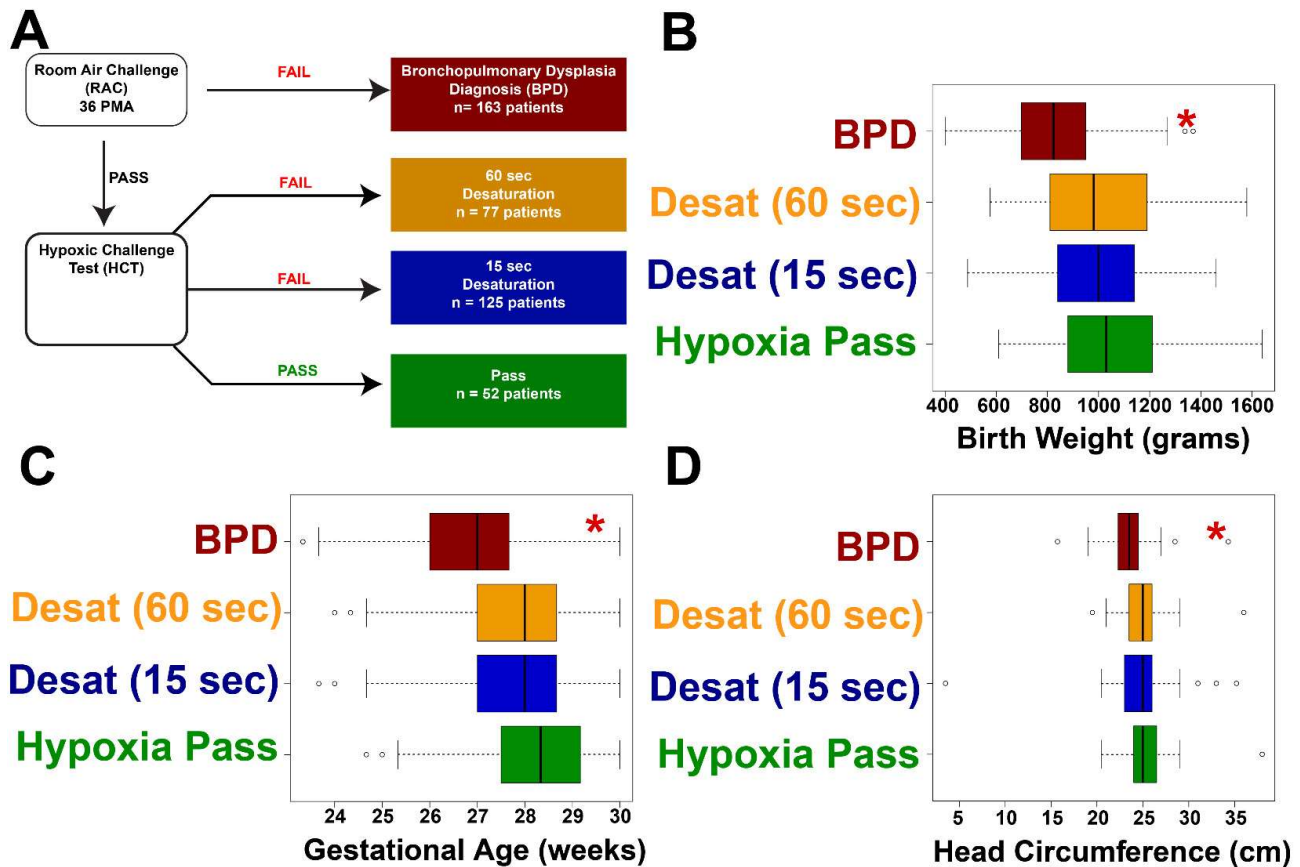 A
Room Air Challenge
(RAC)
36 PMA
FAIL
Bronchopulmonary Dysplasia
Diagnosis (BPD)
n= 163 patients
PASS
Hypoxic Challenge
Test (HCT)
FAIL
60 sec
Desaturation
n = 77 patients
FAIL
15 sec
Desaturation
n = 125 patients
PASS
Pass
n = 52 patients
B
BPD
*
Desat (60 sec)
Desat (15 sec)
Hypoxia Pass
400 600 800 1000 1200 1400 1600
Birth Weight (grams)
C
BPD
*
Desat (60 sec)
Desat (15 sec)
Hypoxia Pass
24 25 26 27 28 29 30
Gestational Age (weeks)
D
BPD
*
Desat (60 sec)
Desat (15 sec)
Hypoxia Pass
5 10 15 20 25 30 35
Head Circumference (cm)